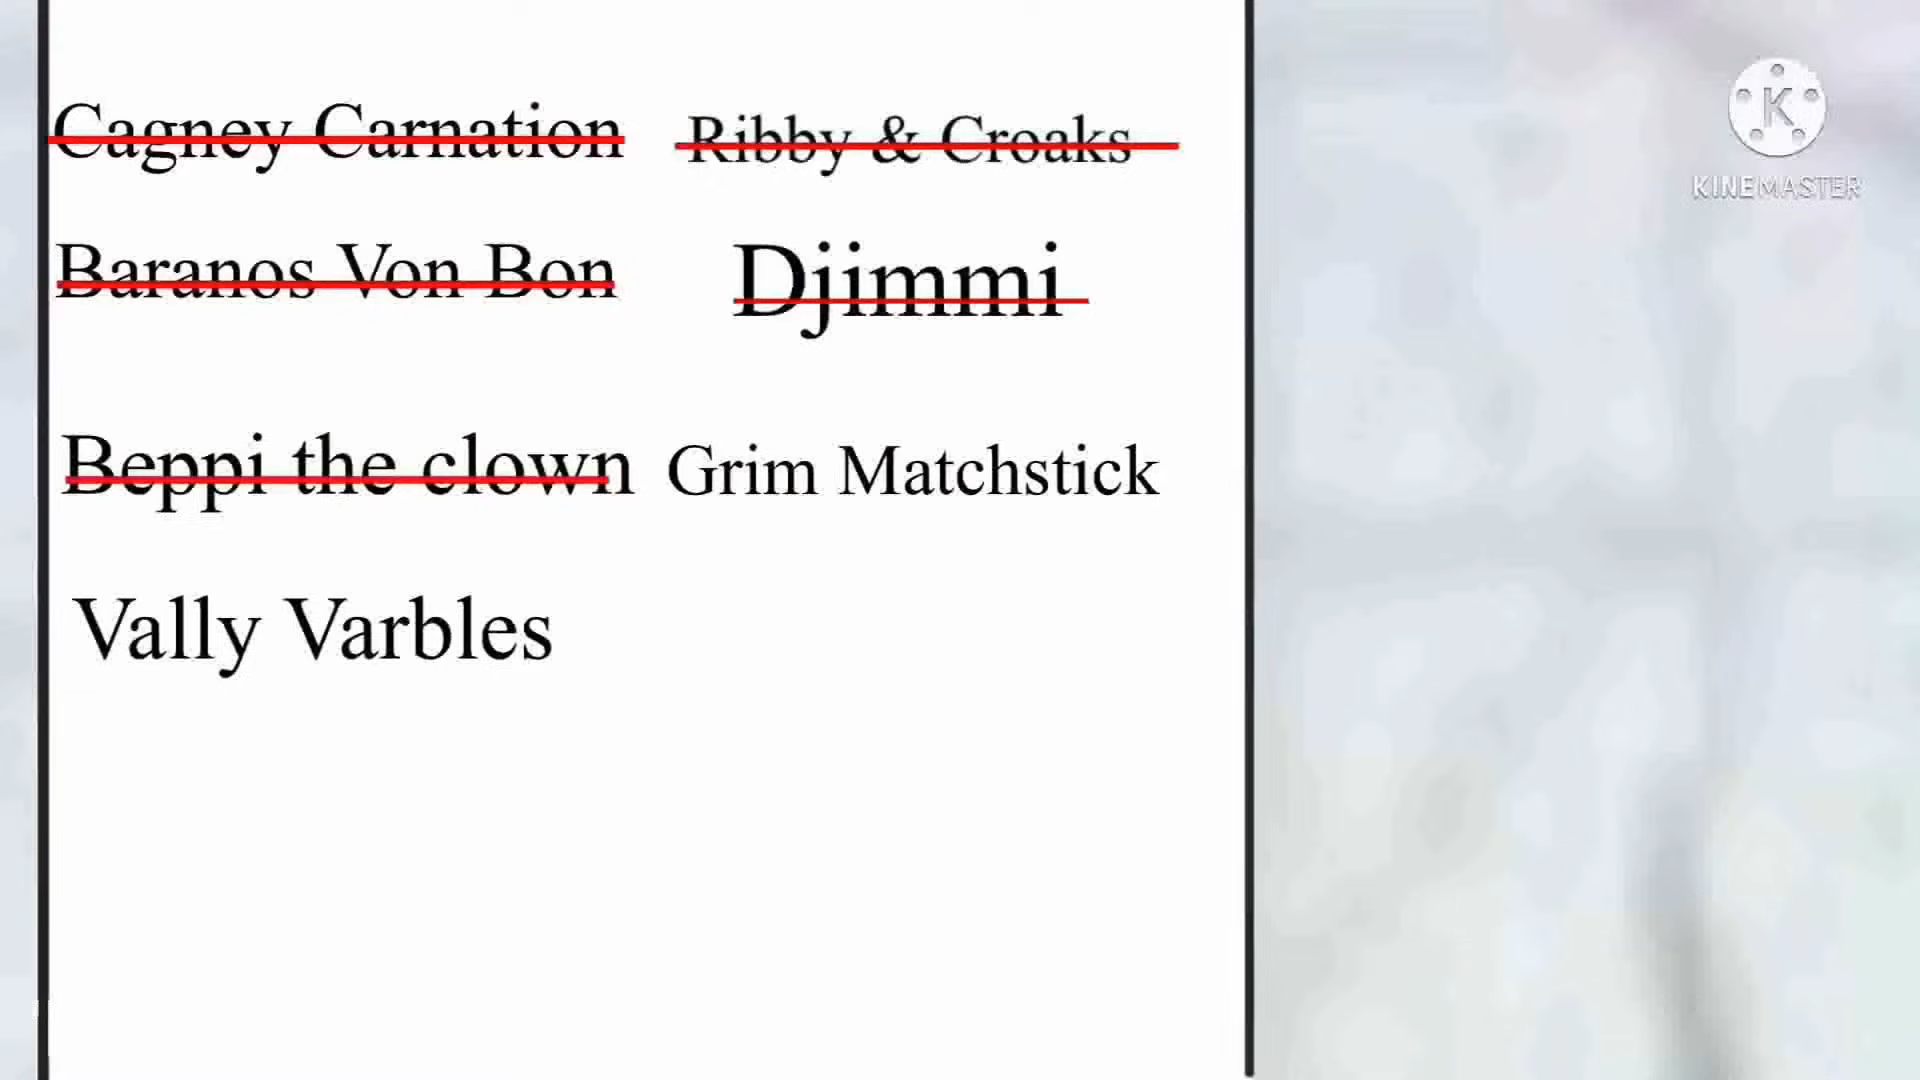 Cagney Carnation
Ribby & Croaks
Baranos Von Bon
Djimmi
Beppi the clown
Grim Matchstick
Vally Varbles
K
KINEMASTER